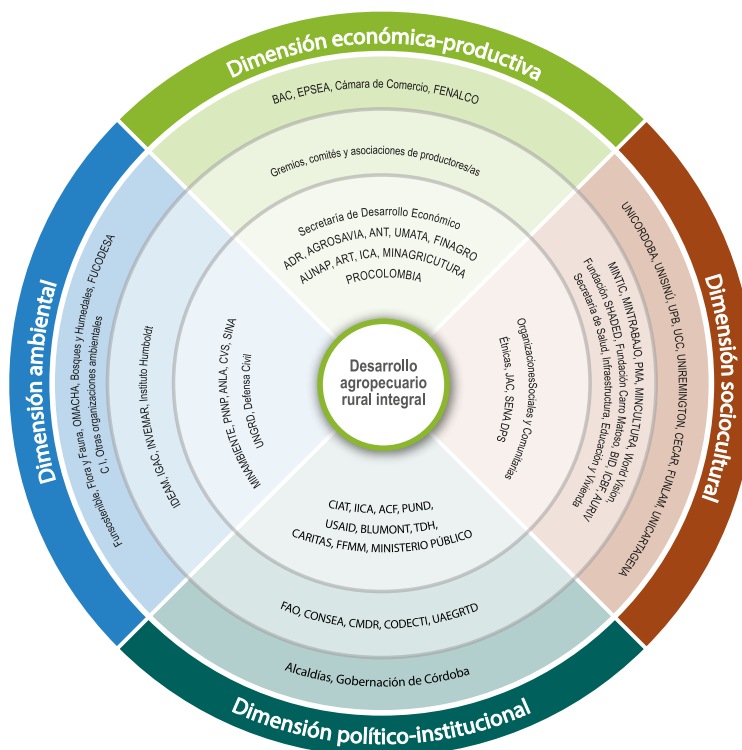 Dimensión económica-productiva
BAC, EPSEA, Cámara de Comercio, FENALCO
Gremios, comités y asociaciones de productores/as
Secretaría de Desarrollo Económico
ADR, AGROSAVIA, ANT, UMATA, FINAGRO
AUNAP, ART, ICA, MINAGRICUTURA
PROCOLOMBIA
Dimensión sociocultural
UNICORDOBA, UNISINÚ, UPB, UCC, UNIREMINGTON, CECAR, FUNLAM, UNICARTAGENA
MINTIC, MINTRABAJO, PMA, MINCULTURA, World Vision,
Fundación SHADED, Fundación Carro Matoso, BID, ICBF, AURIV
Secretaría de Salud, Infraestructura, Educación y Vivienda
OrganizacionesSociales y Comunitarias
Étnicas, JAC, SENA DPS
Desarrollo
agropecuario
rural integral
Dimensión ambiental
Funsostenible, Flora y Fauna, OMACHA, Bosques y Humedales, FUCODESA
C 1, Otras organizaciones ambientales
IDEAM, IGAC, INVEMAR, Instituto Humboldt
MINAMBIENTE, PNNP, ANLA, CVS, SINA
UNGRD, Defensa Civil
CIAT, IICA, ACF, PUND,
USAID, BLUMONT, TDH,
CARITAS, FFMM, MINISTERIO PÚBLICO
FAO, CONSEA, CMDR, CODECTI, UAEGRTD
Alcaldías, Gobernación de Córdoba
Dimensión político-institucional